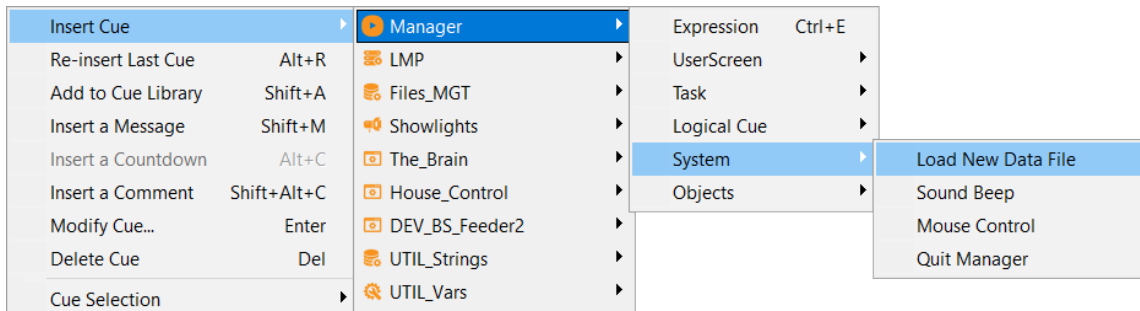 Insert Cue
Re-insert Last Cue Alt+R
Add to Cue Library Shift+A
Insert a Message Shift+M
Insert a Countdown Alt+C
Insert a Comment Shift+Alt+C
Modify Cue... Enter
Delete Cue Del
Cue Selection
Manager
LMP
Files_MGT
Showlights
The_Brain
House_Control
DEV_BS_Feeder2
UTIL_Strings
UTIL_Vars
Expression Ctrl+E
UserScreen
Task
Logical Cue
System
Objects
Load New Data File
Sound Beep
Mouse Control
Quit Manager